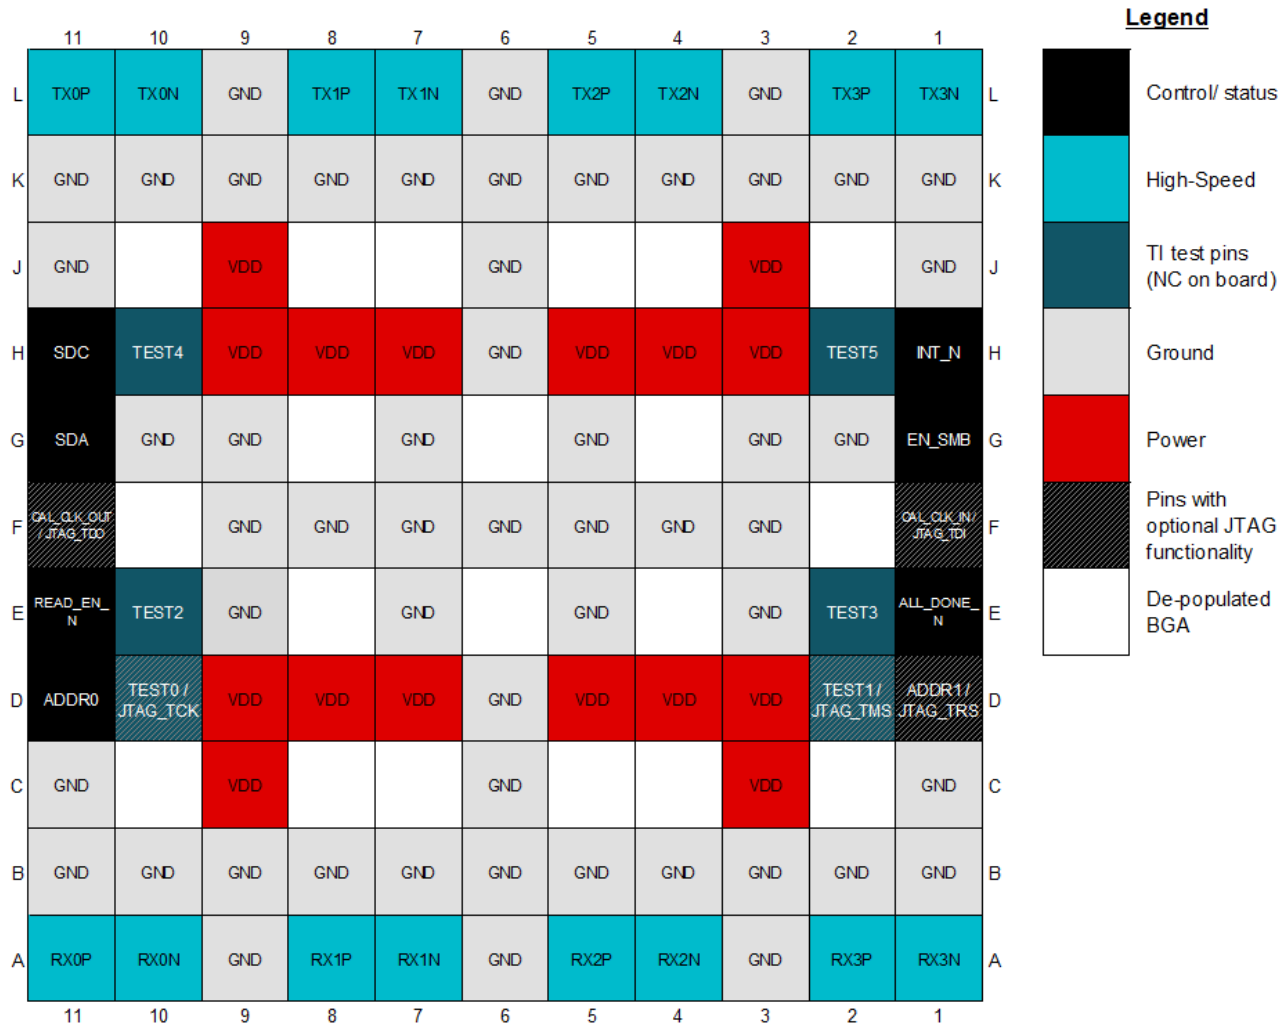 Legend
11 10 9 8 7 6 5 4 3 2 1
L TX0P TX0N GND TX1P TX1N GND TX2P TX2N GND TX3P TX3N L
Control/ status
K GND GND GND GND GND GND GND GND GND GND GND K
High-Speed
J GND VDD GND VDD GND J
TI test pins
(NC on board)
H SDC TEST4 VDD VDD VDD GND VDD VDD VDD TEST5 INT_N H
Ground
G SDA GND GND GND GND GND GND EN_SMB G
Power
F CAL_CLK_OUT GND GND GND GND GND GND GND CAL_CLK_IN/ F
/ JTAG_TDO JTAG_TDI
Pins with
optional JTAG
functionality
E READ_EN_ TEST2 GND GND GND GND TEST3 ALL_DONE_ E
N N
De-populated
BGA
D ADDR0 TEST0 / VDD VDD VDD GND VDD VDD VDD TEST1 / ADDR1 / D
JTAG_TCK JTAG_TMS JTAG_TRS
C GND VDD GND VDD GND C
B GND GND GND GND GND GND GND GND GND GND GND B
A RX0P RX0N GND RX1P RX1N GND RX2P RX2N GND RX3P RX3N A
11 10 9 8 7 6 5 4 3 2 1